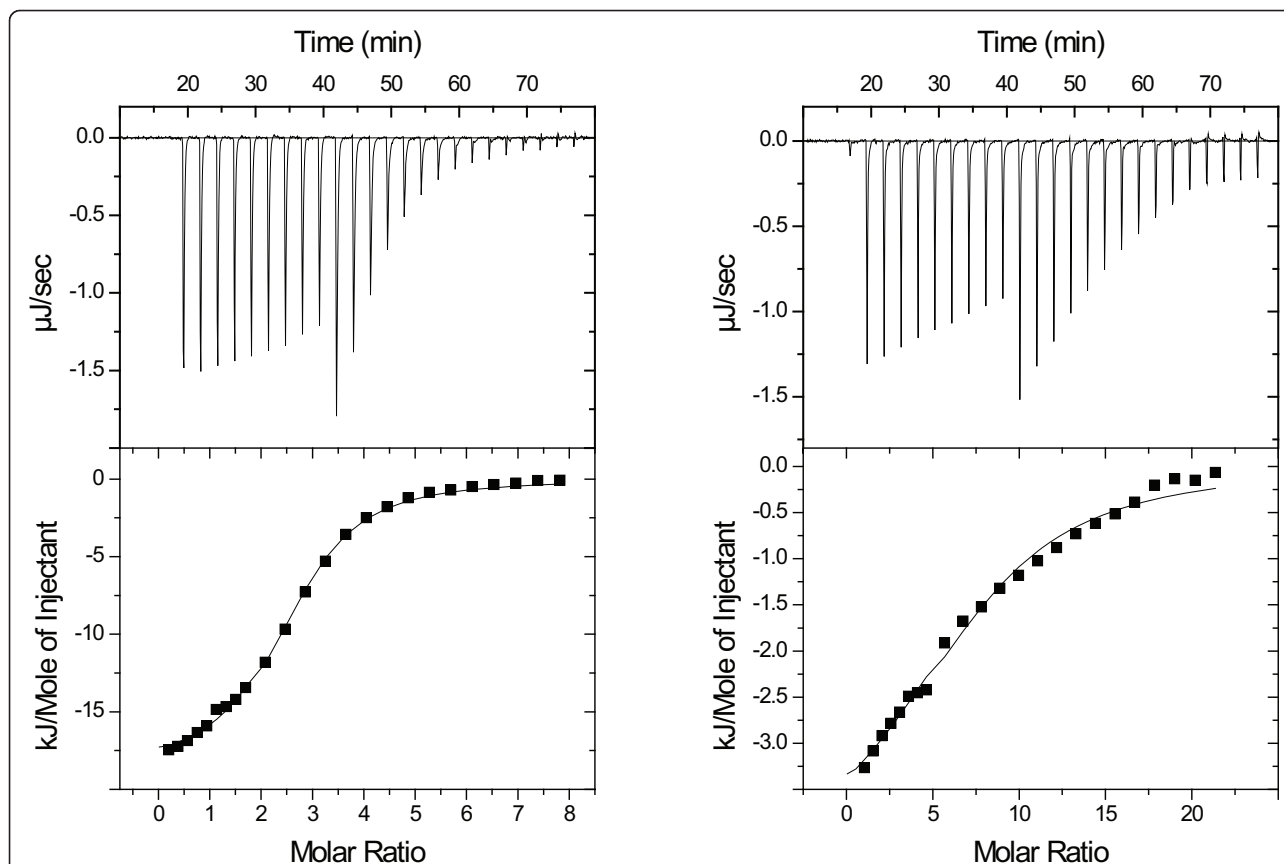 Time (min)
20 30 40 50 60 70
0.0
-0.5
-1.0
-1.5
µJ/sec
0
-5
-10
-15
kJ/Mole of Injectant
0 1 2 3 4 5 6 7 8
Molar Ratio
Time (min)
20 30 40 50 60 70
0.0
-0.5
-1.0
-1.5
µJ/sec
0.0
-0.5
-1.0
-1.5
-2.0
-2.5
-3.0
kJ/Mole of Injectant
0 5 10 15 20
Molar Ratio